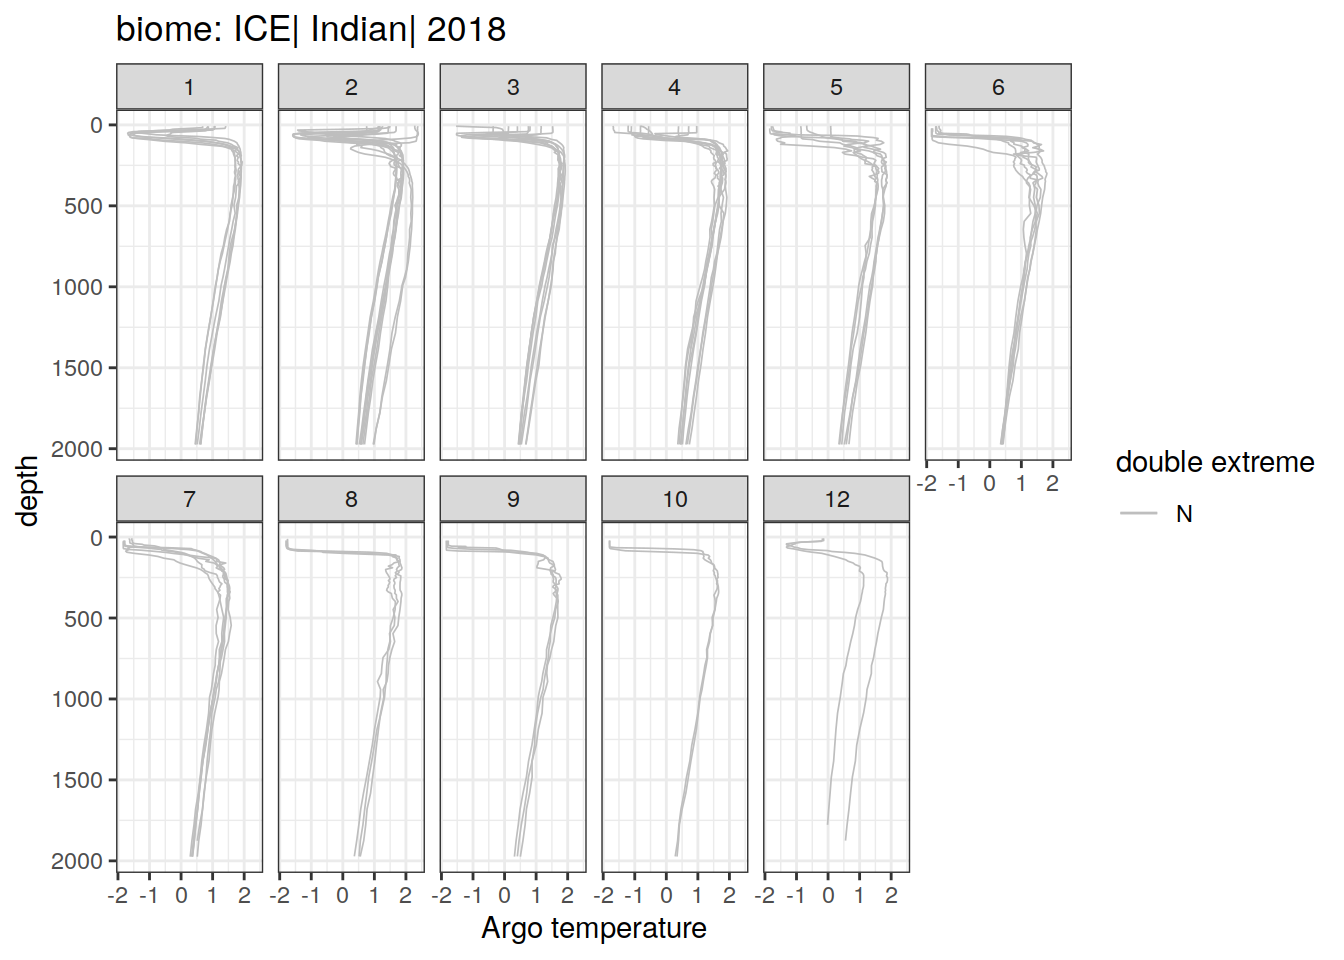 biome: ICE| Indian| 2018
1 2 3 4 5 6
0
500
1000
1500
2000
-2 -1 0 1 2
depth
double extreme
N
7 8 9 10 12
0
500
1000
1500
2000
-2 -1 0 1 2 -2 -1 0 1 2 -2 -1 0 1 2 -2 -1 0 1 2 -2 -1 0 1 2
Argo temperature